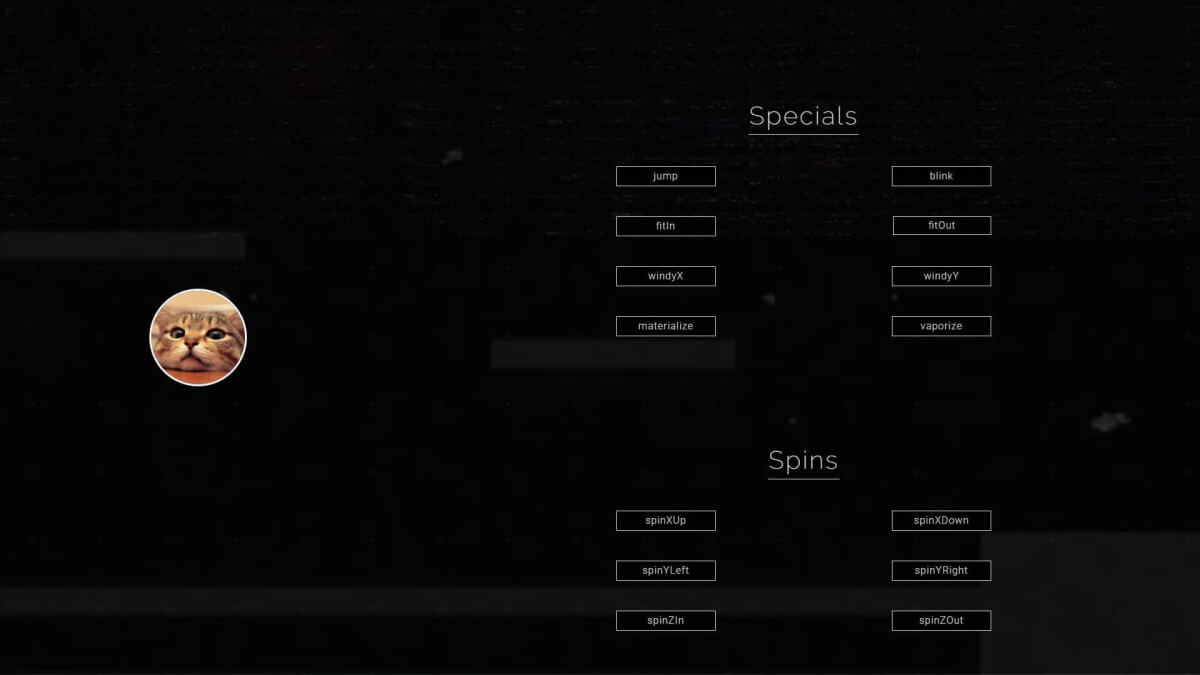 Specials
jump
blink
fitIn
fitOut
windyX
windyY
materialize
vaporize
Spins
spinXUp
spinXDown
spinYLeft
spinYRight
spinZIn
spinZOut